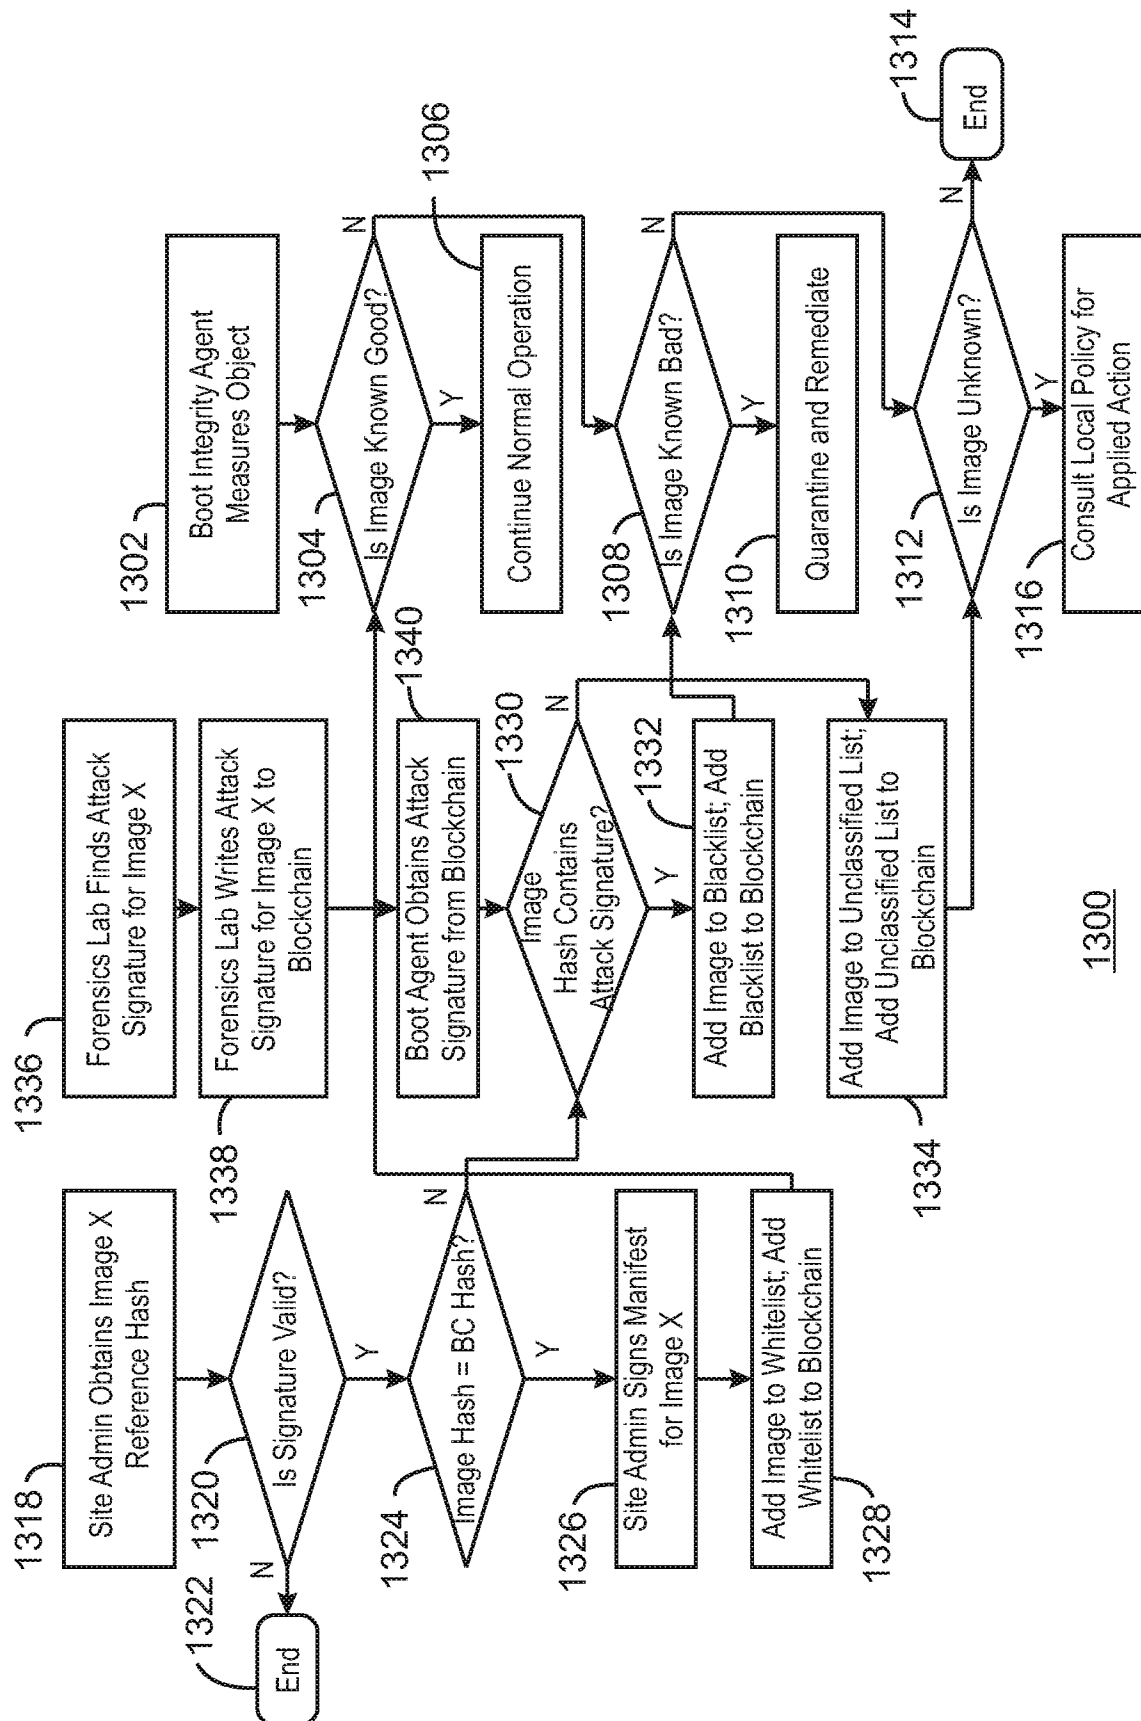 1318
Site Admin Obtains Image X
Reference Hash
1320
Is Signature Valid?
N
1322
End
Y
1324
Image Hash = BC Hash?
N
Y
1326
Site Admin Signs Manifest
for Image X
Add Image to Whitelist; Add
Whitelist to Blockchain
1328
1336
Forensics Lab Finds Attack
Signature for Image X
Forensics Lab Writes Attack
Signature for Image X to
Blockchain
1338
1340
Boot Agent Obtains Attack
Signature from Blockchain
1330
Image
Hash Contains
Attack Signature?
N
Y
1332
Add Image to Blacklist; Add
Blacklist to Blockchain
Add Image to Unclassified List;
Add Unclassified List to
Blockchain
1334
1302
Boot Integrity Agent
Measures Object
1304
Is Image Known Good?
N
Y
1306
Continue Normal Operation
1308
Is Image Known Bad?
N
Y
1310
Quarantine and Remediate
1312
Is Image Unknown?
N
1314
End
Y
1316
Consult Local Policy for
Applied Action
1300